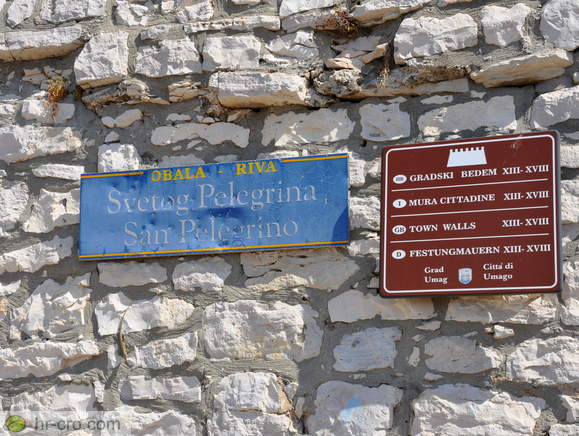 OBALA - RIVA
Svetog Pelegrina
San Pelegrino
HR GRADSKI BEDEM XIII-XVIII
I MURA CITTADINE XIII-XVIII
GB TOWN WALLS XIII-XVIII
D FESTUNGMAUERN XIII-XVIII
Grad Città di
Umag Umago
hr-cro.com